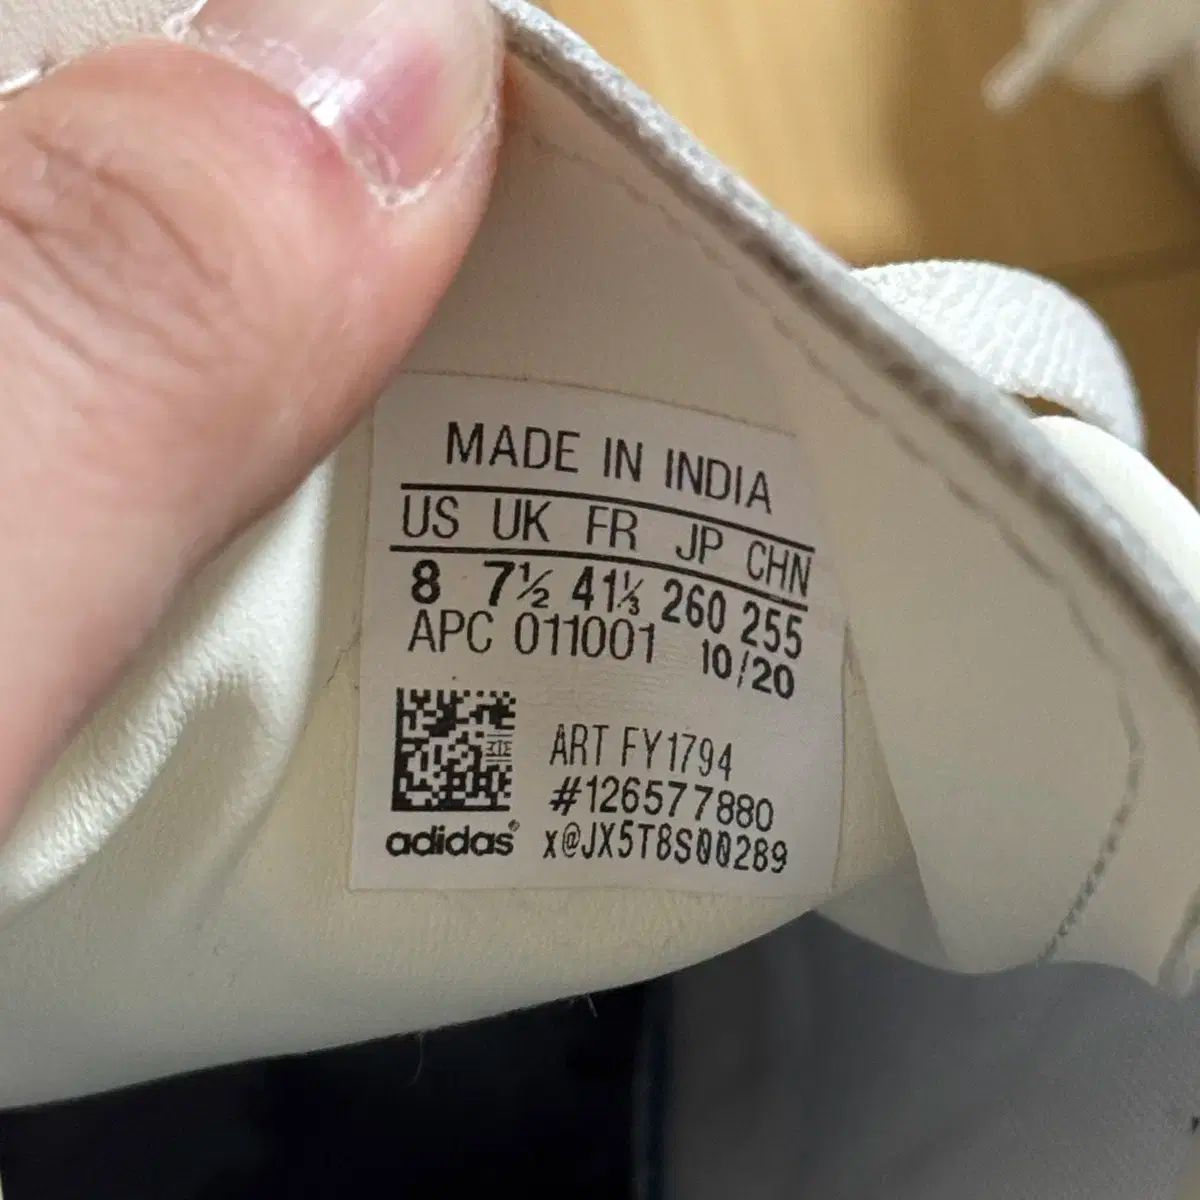 MADE IN INDIA
US UK FR JP CHN
8 7½ 41⅓ 260 255
APC 011001 10/20
ART FY1794
#126577880
adidas® x@JX5T8S00289